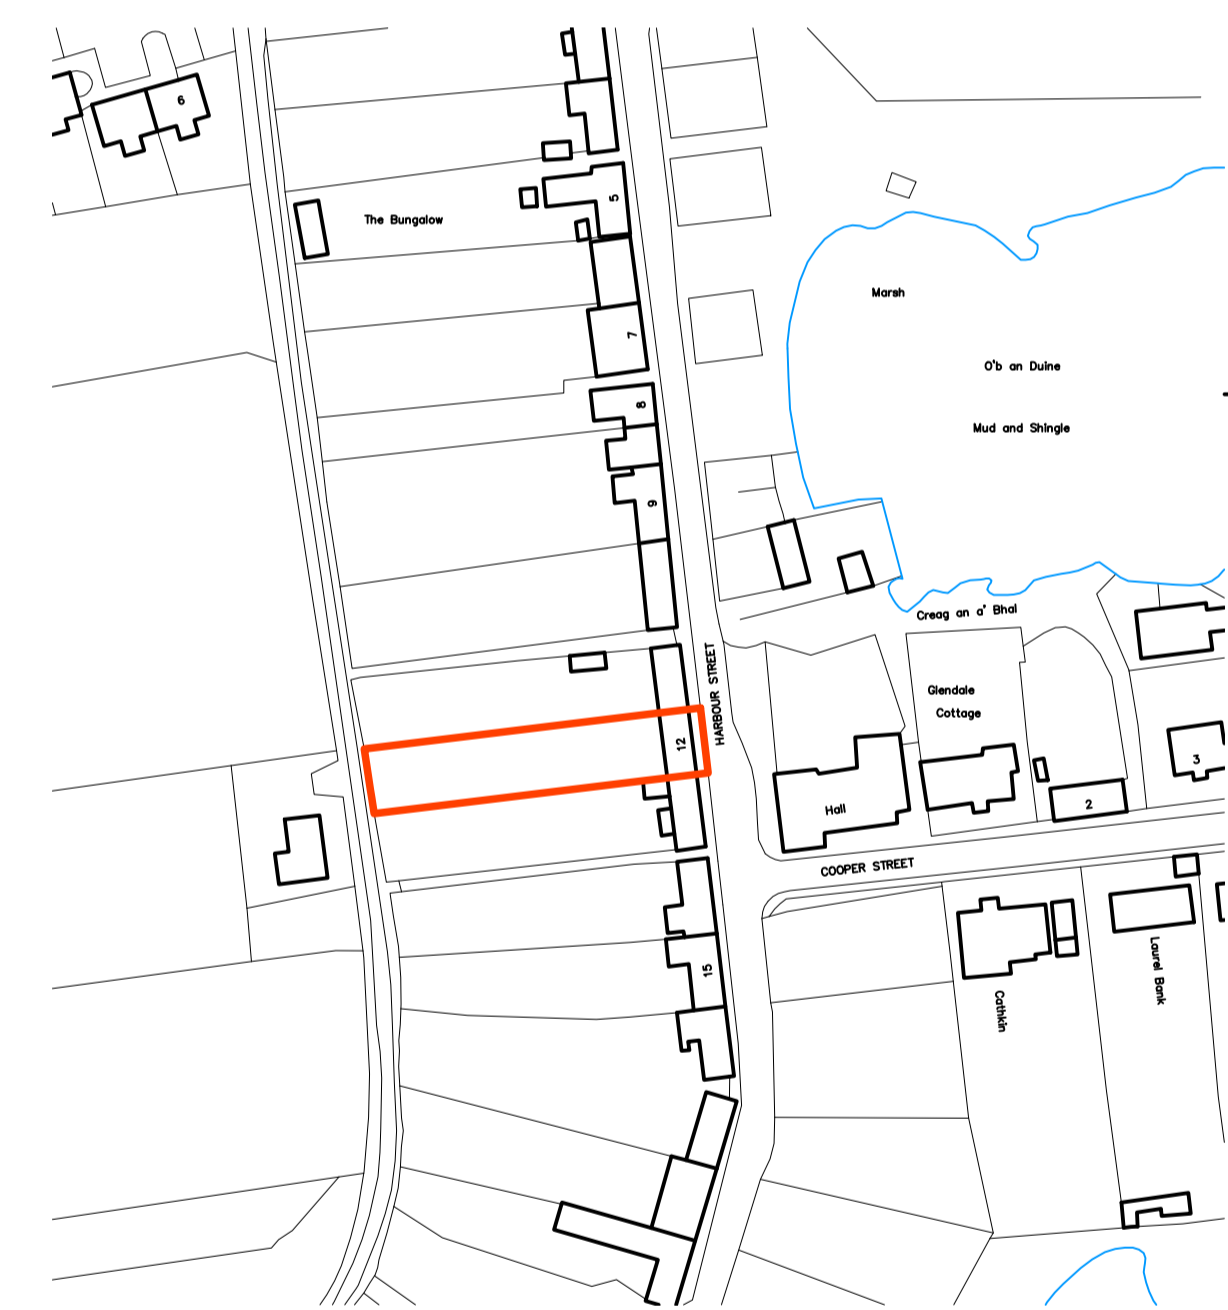 6
The Bungalow
5
Marsh
7
O'b an Duine
8
Mud and Shingle
9
Creag an a' Bhal
HARBOUR STREET
Glendale
Cottage
12
3
Hall
2
COOPER STREET
15
Laurel Bank
Cathkin